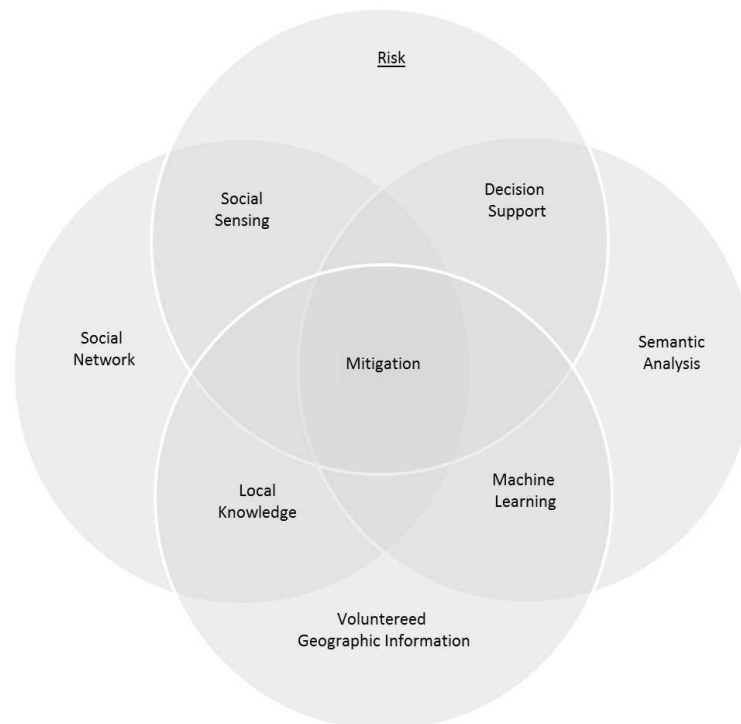 Risk
Social
Sensing
Decision
Support
Social
Network
Mitigation
Semantic
Analysis
Local
Knowledge
Machine
Learning
Voluntereed
Geographic Information